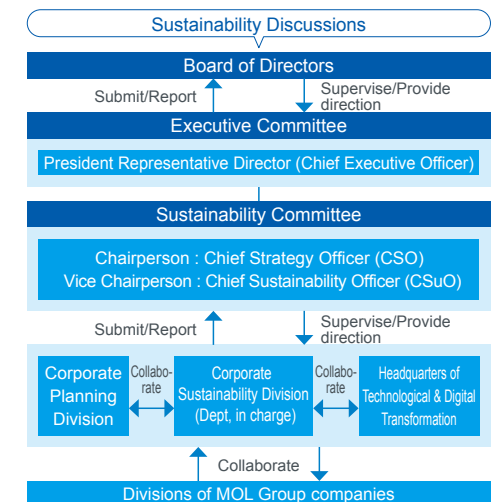 Sustainability Discussions
Board of Directors
Submit/Report
Supervise/Provide
direction
Executive Committee
President Representative Director (Chief Executive Officer)
Sustainability Committee
Chairperson : Chief Strategy Officer (CSO)
Vice Chairperson : Chief Sustainability Officer (CSuO)
Submit/Report
Supervise/Provide
direction
Corporate
Planning
Division
Collabo-
rate
Corporate
Sustainability Division
(Dept, in charge)
Collabo-
rate
Headquarters of
Technological & Digital
Transformation
Collaborate
Divisions of MOL Group companies